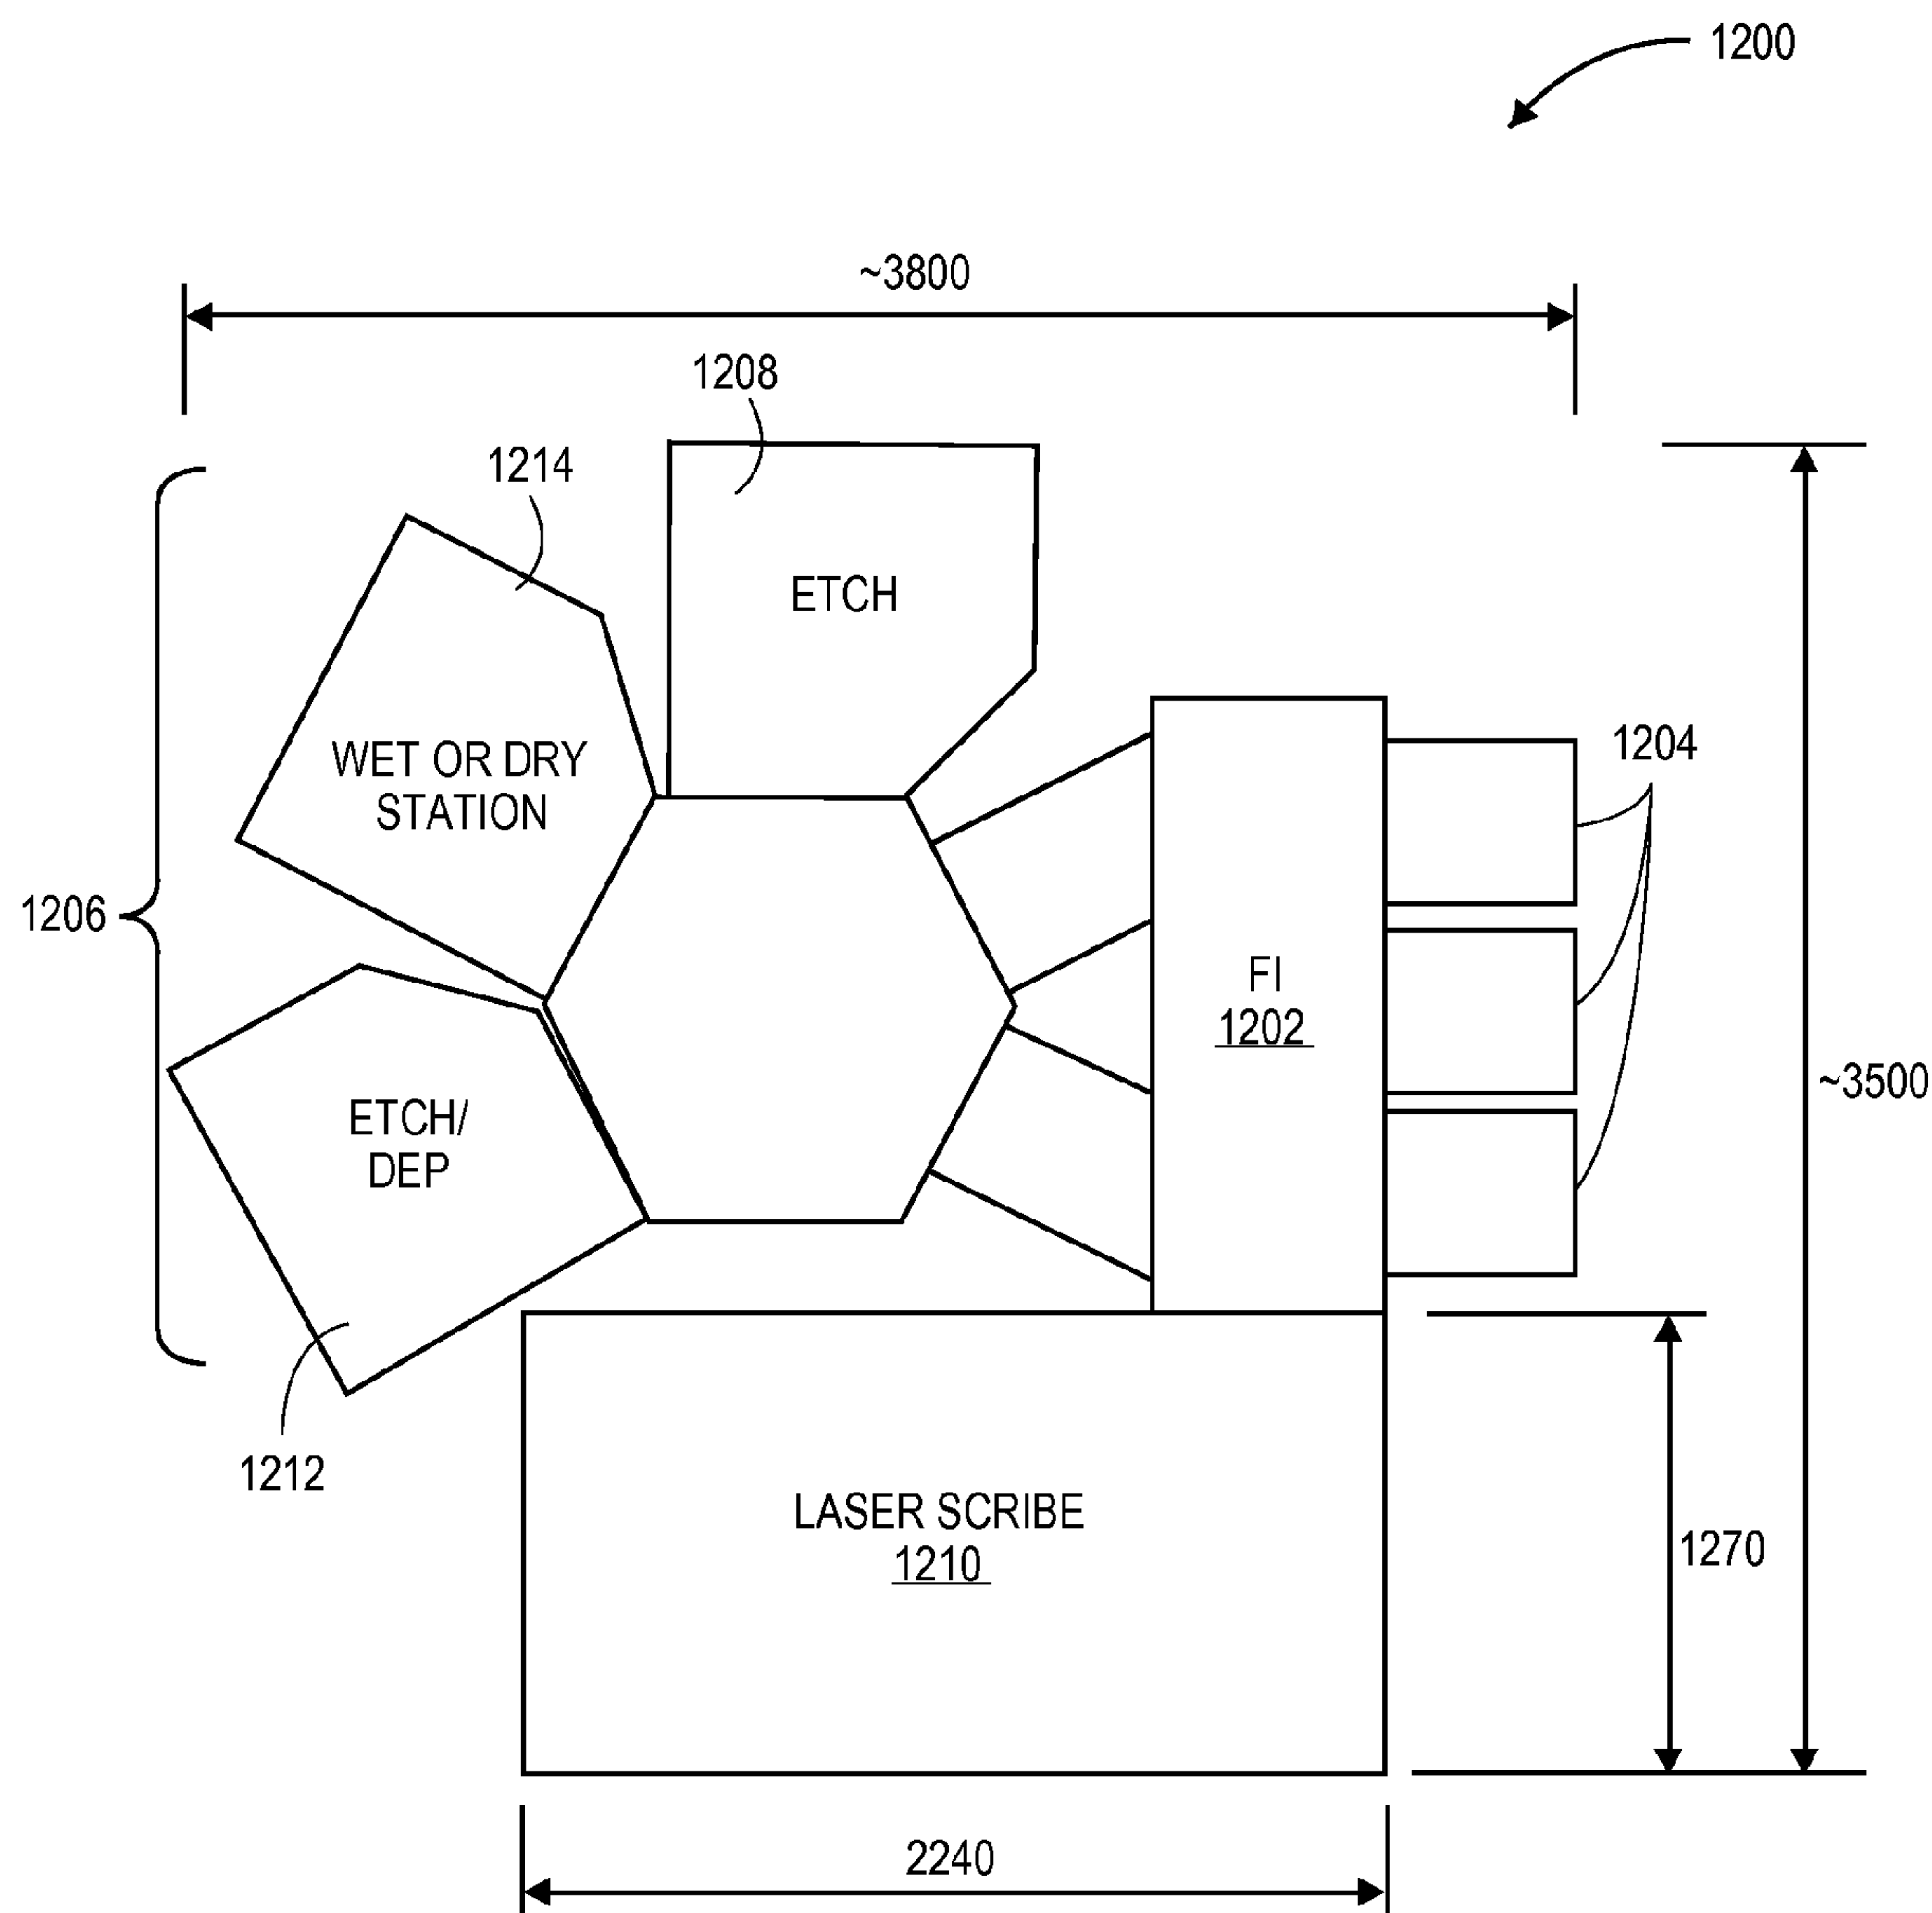 1200
~3800
1208
1214
ETCH
WET OR DRY
STATION
1204
1206
FI
1202
~3500
ETCH/
DEP
1212
LASER SCRIBE
1210
1270
2240